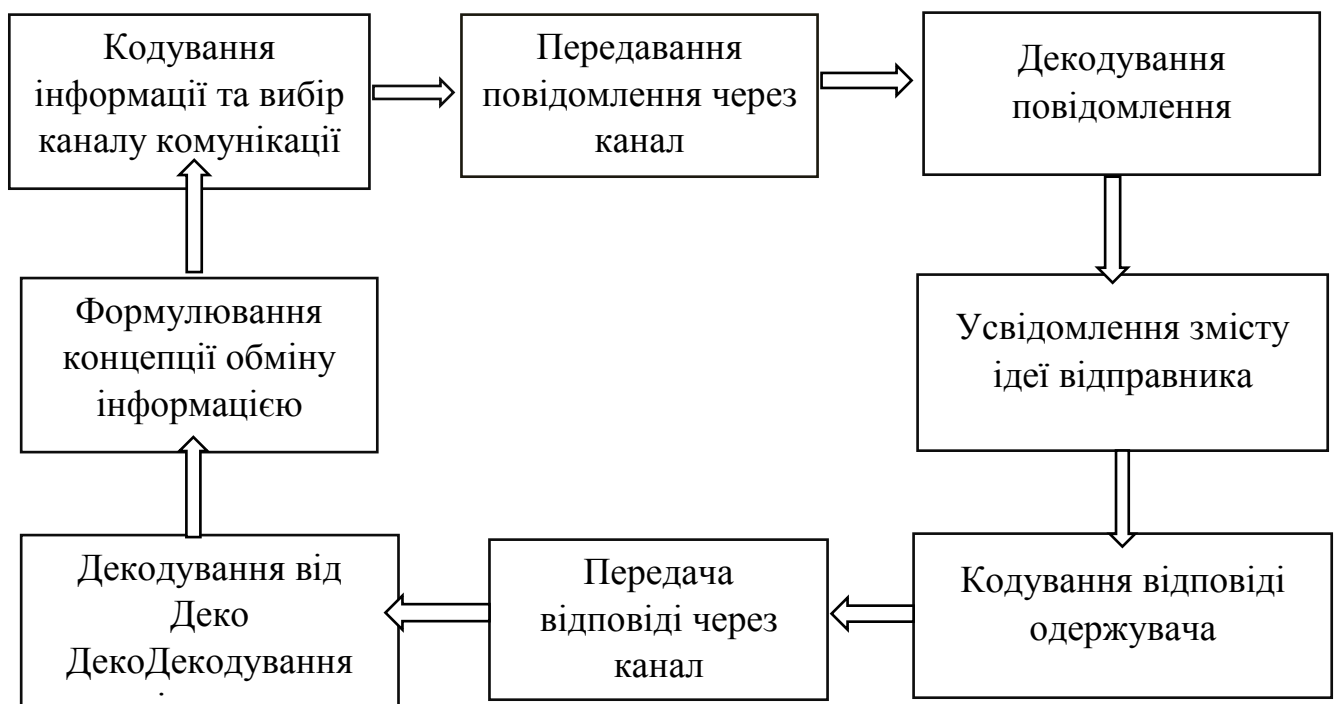 Кодування
інформації та вибір
каналу комунікації
Передавання
повідомлення через
канал
Декодування
повідомлення
Формулювання
концепції обміну
інформацією
Усвідомлення змісту
ідеї відправника
Декодування від
Деко
ДекоДекодування
Передача
відповіді через
канал
Кодування відповіді
одержувача